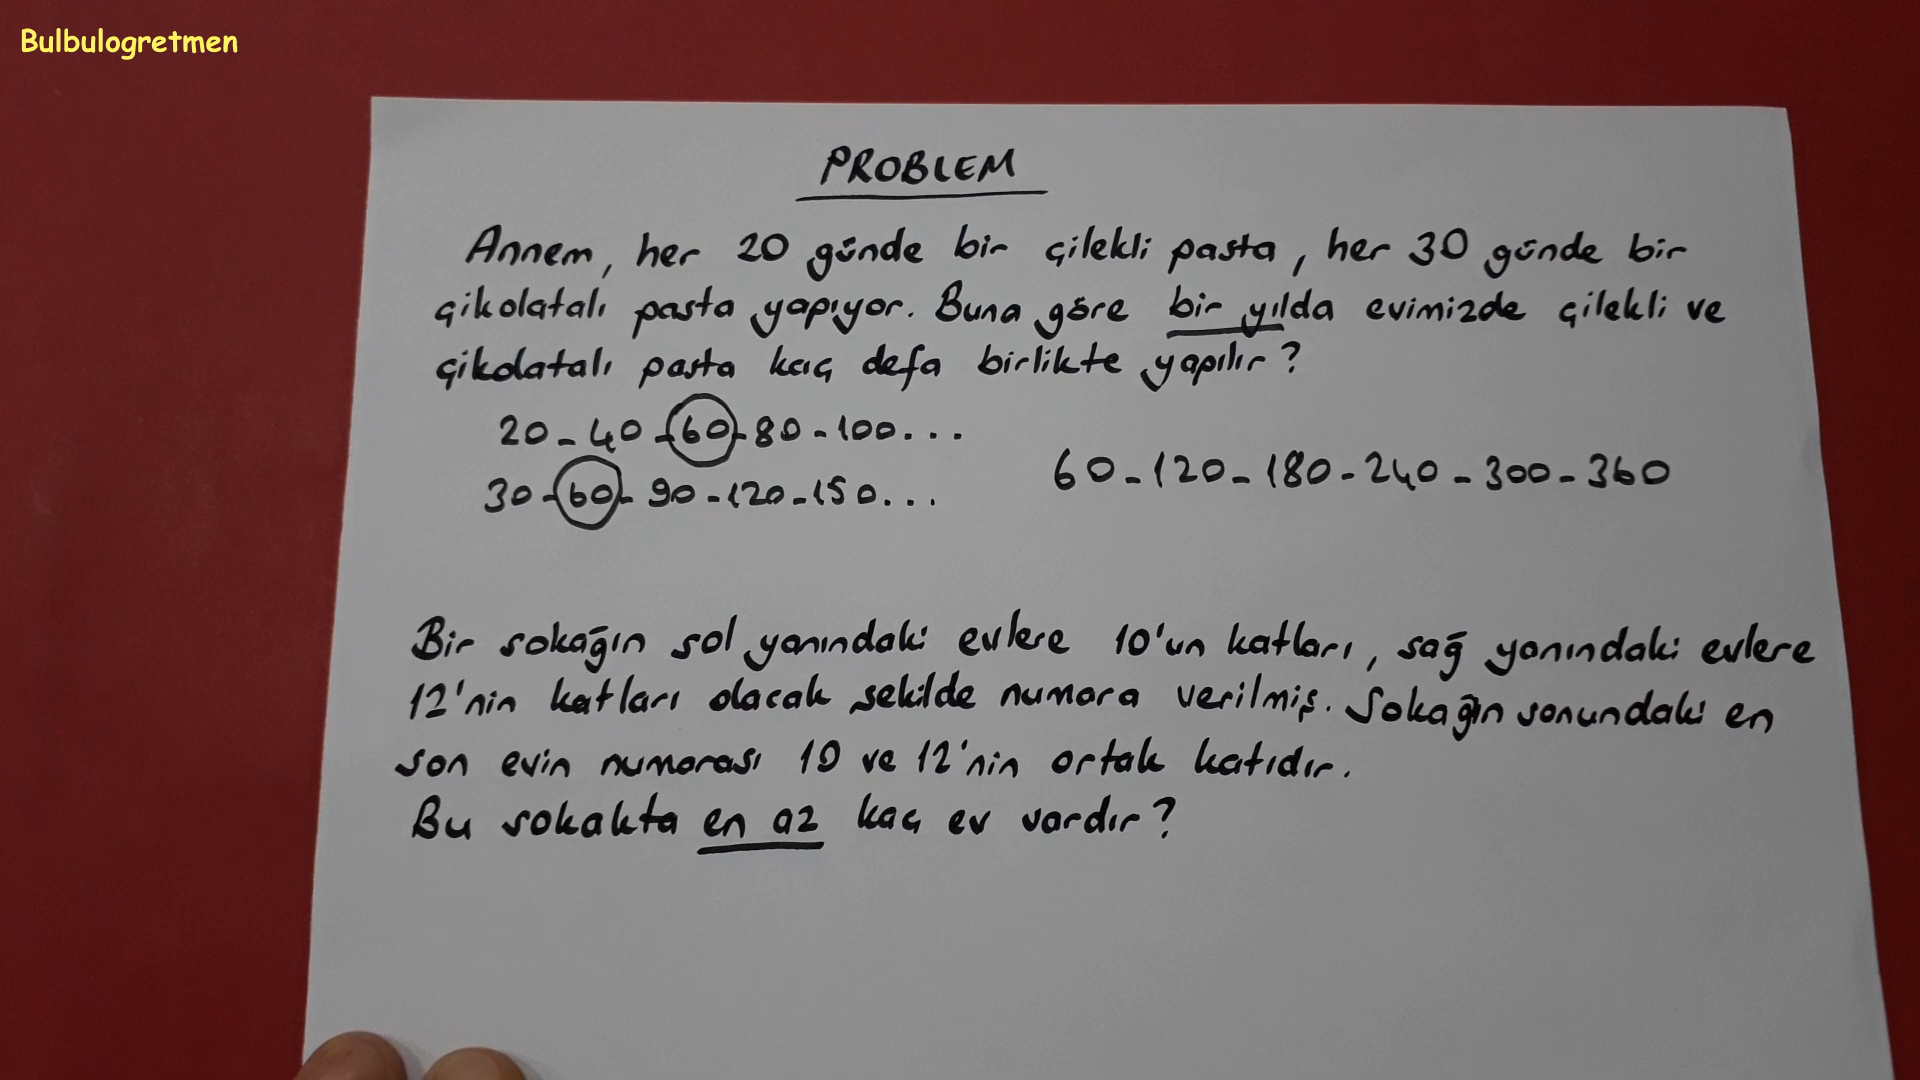 Bulbulogretmen
PROBLEM
Annem, her 20 günde bir çilekli pasta, her 30 günde bir
çikolatalı pasta yapıyor. Buna göre bir yılda evimizde çilekli ve
çikolatalı pasta kaç defa birlikte yapılır?
20-40-60-80-100...
30-60-90-120-150...
60-120-180-240-300-360
Bir sokağın sol yanındaki evlere 10'un katları, sağ yanındaki evlere
12'nin katları olacak şekilde numara verilmiş. Sokağın sonundaki en
son evin numarası 10 ve 12'nin ortak katıdır.
Bu sokakta en az kaç ev vardır?